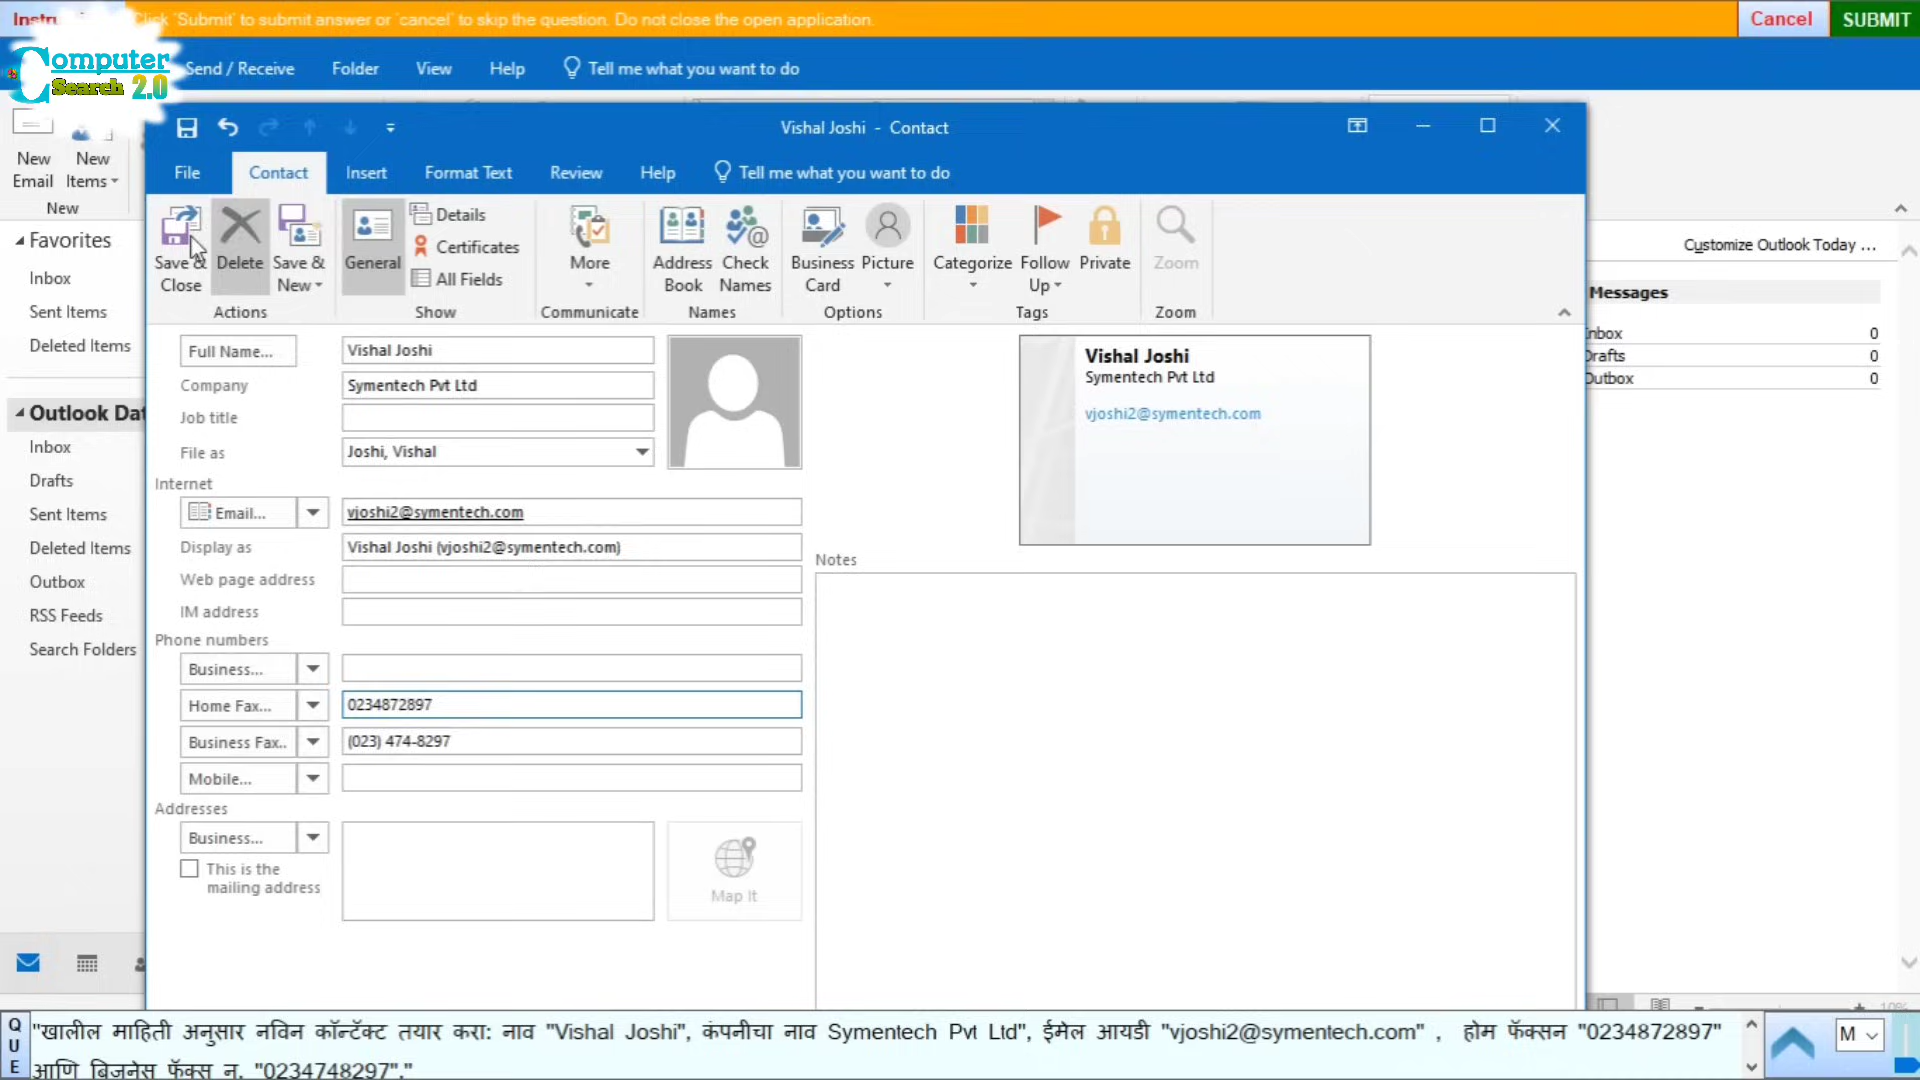 Click 'Submit' to submit answer or 'cancel' to skip the question. Do not close the open application.
Cancel
SUBMIT
Computer
Search 2.0
Send / Receive
Folder
View
Help
Tell me what you want to do
Vishal Joshi - Contact
File
Contact
Insert
Format Text
Review
Help
Tell me what you want to do
New
Email
New
Items
New
Save &
Close
Delete
Save &
New
Actions
General
Details
Certificates
All Fields
Show
More
Communicate
Address
Book
Check
Names
Names
Business
Card
Picture
Options
Categorize
Follow
Up
Private
Tags
Zoom
Zoom
Favorites
Inbox
Sent Items
Deleted Items
Inbox
Drafts
Sent Items
Deleted Items
Outbox
RSS Feeds
Search Folders
Full Name...
Vishal Joshi
Company
Symentech Pvt Ltd
Job title
File as
Joshi, Vishal
Internet
Email...
vjoshi2@symentech.com
Display as
Vishal Joshi (vjoshi2@symentech.com)
Web page address
IM address
Phone numbers
Business...
Home Fax...
0234872897
Business Fax..
(023) 474-8297
Mobile...
Addresses
Business...
This is the
mailing address
Map It
Vishal Joshi
Symentech Pvt Ltd
vjoshi2@symentech.com
Notes
Customize Outlook Today ...
Messages
0
0
0
10%
QUE
"खालील माहिती अनुसार नविन कॉन्टॅक्ट तयार करा: नाव "Vishal Joshi", कंपनीचा नाव Symentech Pvt Ltd", ईमेल आयडी "vjoshi2@symentech.com" , होम फॅक्सन "0234872897"
आणि बिजनेस फॅक्स न. "0234748297"."
M